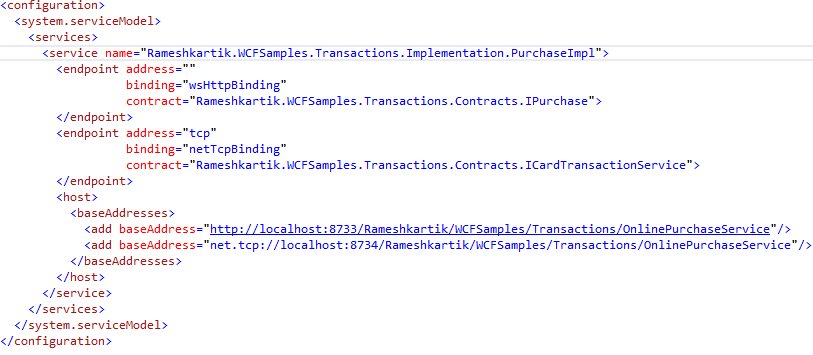 <configuration>
<system.serviceModel>
<services>
<service name="Rameshkartik.WCFSamples.Transactions.Implementation.PurchaseImpl">
<endpoint address=""
binding="wsHttpBinding"
contract="Rameshkartik.WCFSamples.Transactions.Contracts.IPurchase">
</endpoint>
<endpoint address="tcp"
binding="netTcpBinding"
contract="Rameshkartik.WCFSamples.Transactions.Contracts.ICardTransactionService">
</endpoint>
<host>
<baseAddresses>
<add baseAddress="http://localhost:8733/Rameshkartik/WCFSamples/Transactions/OnlinePurchaseService"/>
<add baseAddress="net.tcp://localhost:8734/Rameshkartik/WCFSamples/Transactions/OnlinePurchaseService"/>
</baseAddresses>
</host>
</service>
</services>
</system.serviceModel>
</configuration>